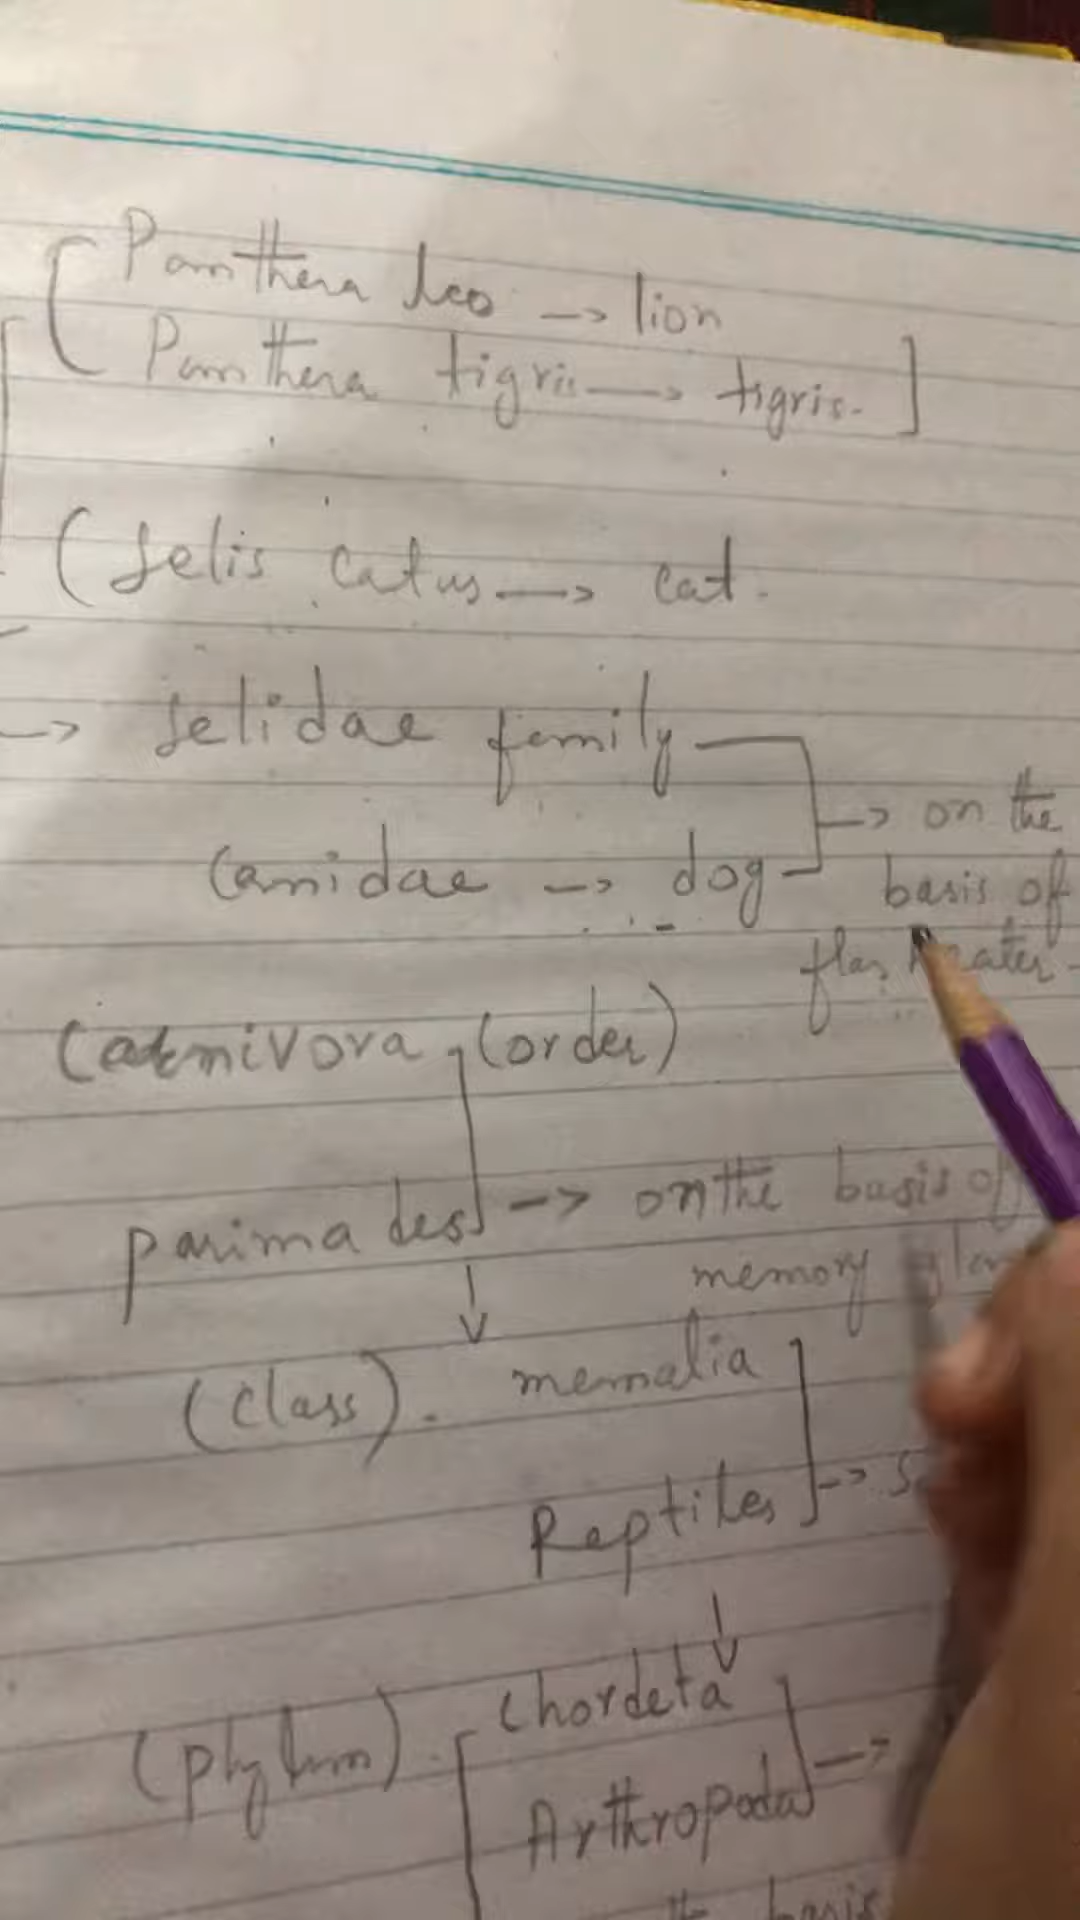 Panthera leo → lion
Panthera tigris → tigris.
(felis catus → cat.
→ felidae family
canidae → dog
→ on the
basis of
Carnivora (order)
parimades → on the basis of
memory
(class). memalia
Reptiles →
(phylum). Chordeta
Arthropoda →
basis